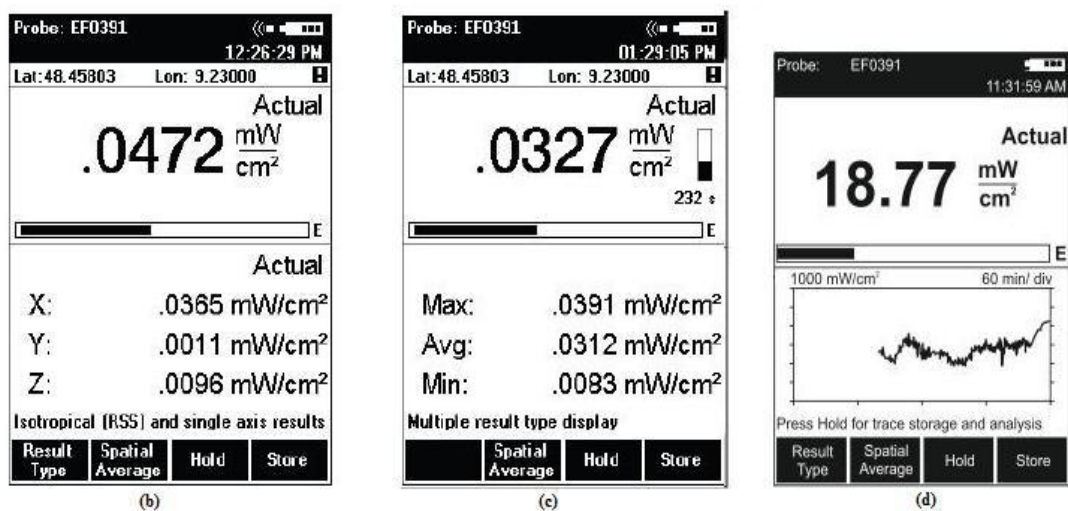 Probe: EF0391
12:26:29 PM
Lat:48.45803 Lon: 9.23000
Actual
.0472 mW/cm²
E
Actual
X: .0365 mW/cm²
Y: .0011 mW/cm²
Z: .0096 mW/cm²
Isotropical (RSS) and single axis results
Result Type
Spatial Average
Hold
Store
(b)
Probe: EF0391
01:29:05 PM
Lat:48.45803 Lon: 9.23000
Actual
.0327 mW/cm²
232 s
E
Max: .0391 mW/cm²
Avg: .0312 mW/cm²
Min: .0083 mW/cm²
Multiple result type display
Spatial Average
Hold
Store
(c)
Probe: EF0391
11:31:59 AM
Actual
18.77 mW/cm²
E
1000 mW/cm² 60 min/ div
Press Hold for trace storage and analysis
Result Type
Spatial Average
Hold
Store
(d)